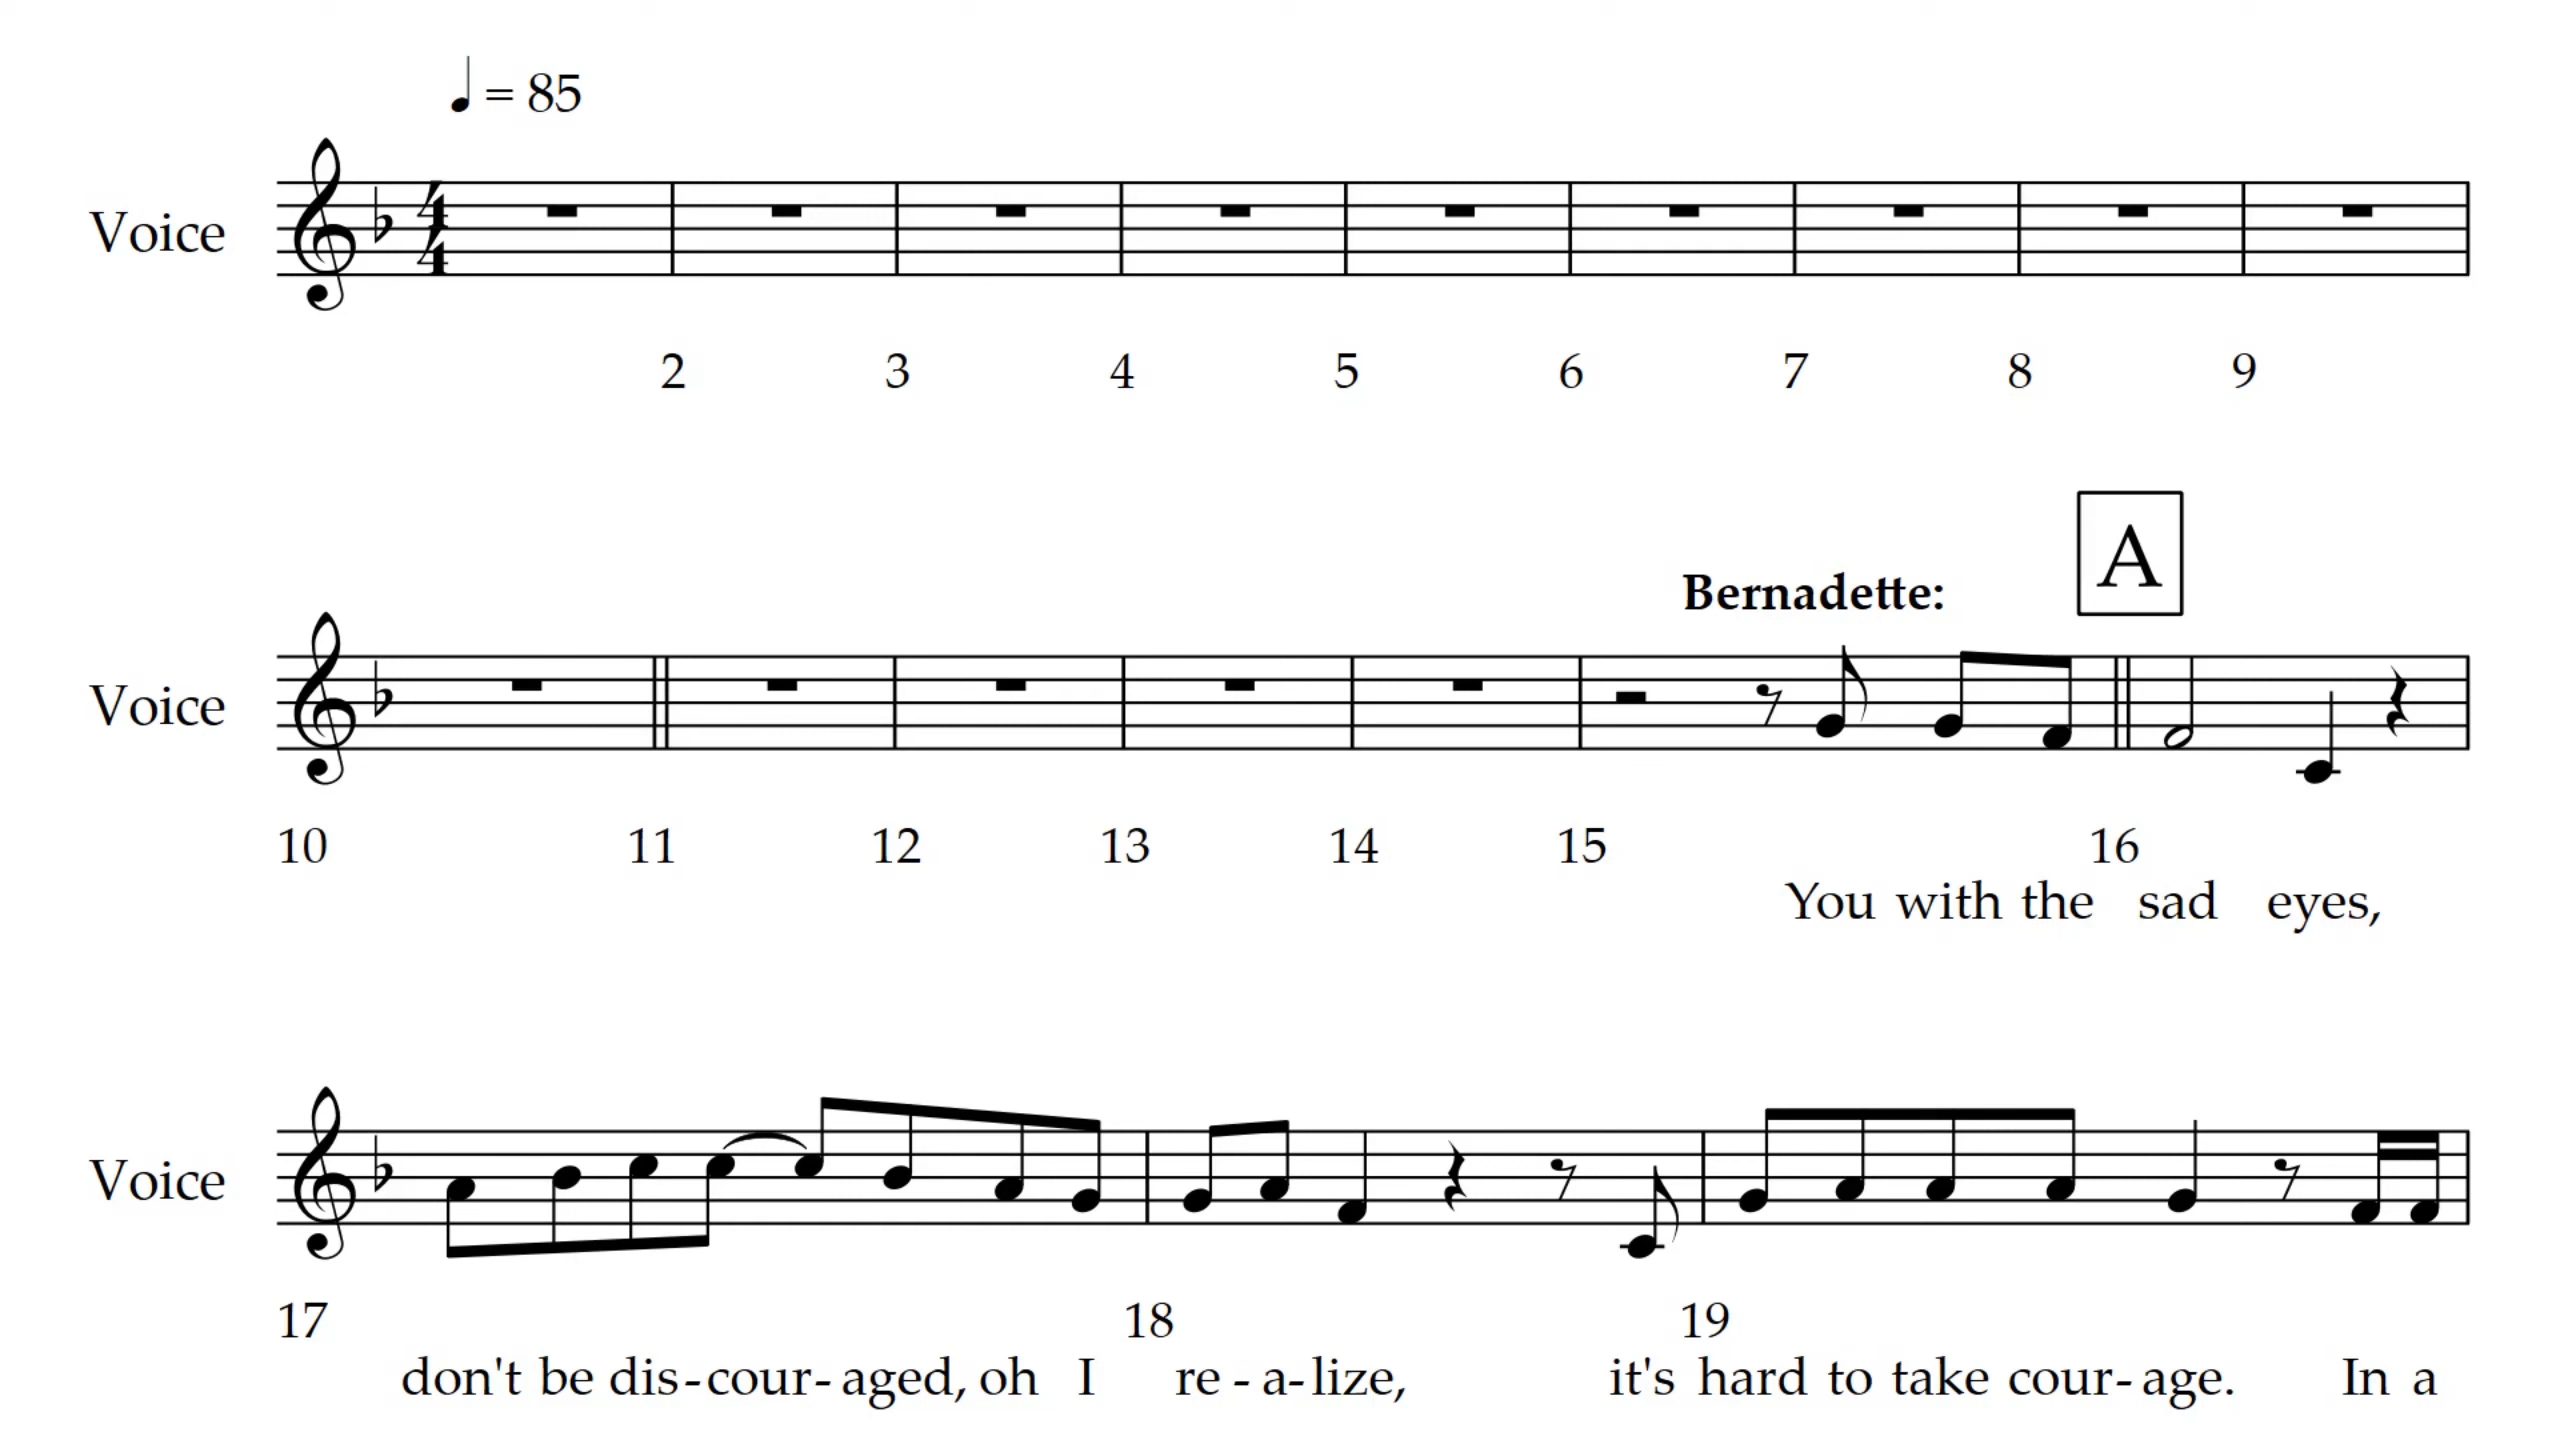 ♩ = 85
Voice
4
4
2 3 4 5 6 7 8 9
A
Bernadette:
Voice
10 11 12 13 14 15 16
You with the sad eyes,
Voice
17 18 19
don't be dis-cour-aged, oh I re-a-lize, it's hard to take cour-age. In a